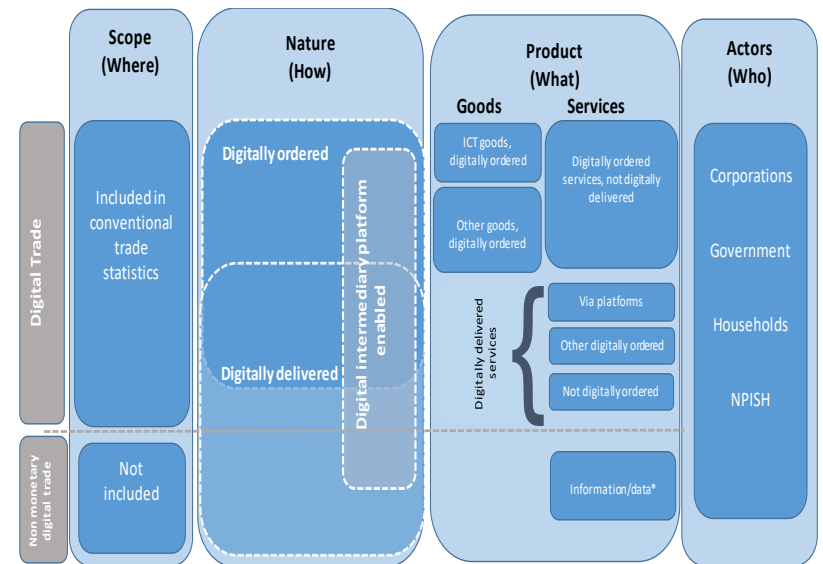 Scope
(Where)
Nature
(How)
Product
(What)
Actors
(Who)
Goods
Services
Digital Trade
Included in
conventional
trade
statistics
Digitally ordered
Digital intermediary platform
enabled
Digitally delivered
ICT goods,
digitally ordered
Other goods,
digitally ordered
Digitally ordered
services, not digitally
delivered
Digitally delivered
services
Via platforms
Other digitally ordered
Not digitally ordered
Corporations
Government
Households
NPISH
Non monetary
digital trade
Not
included
Information/data*